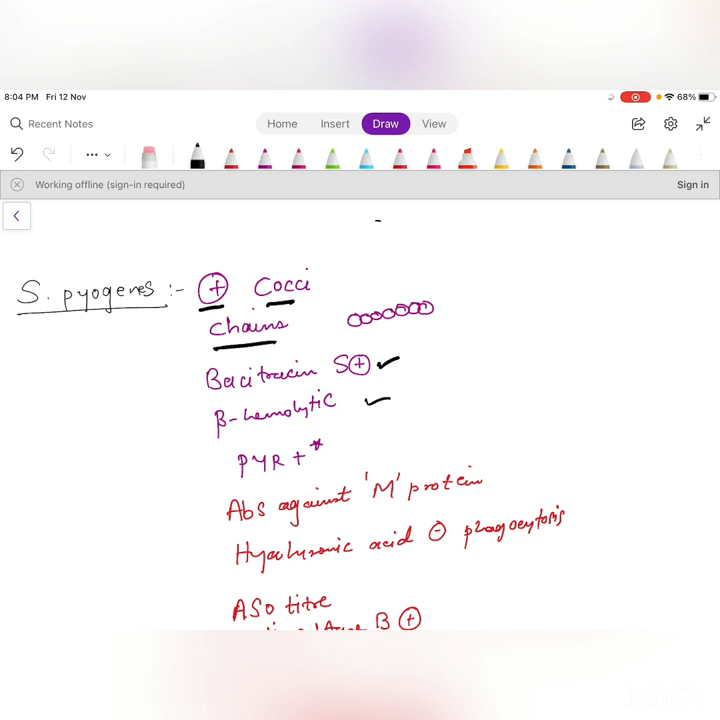 8:04 PM Fri 12 Nov
68%
Recent Notes
Home Insert Draw View
Working offline (sign-in required)
Sign in
S. pyogenes :- + Cocci
Chains
Bacitracin S+
β-hemolytic
PYR +*
Abs against 'M' protein
Hyaluronic acid ⊖ phagocytosis
ASO titre
B +